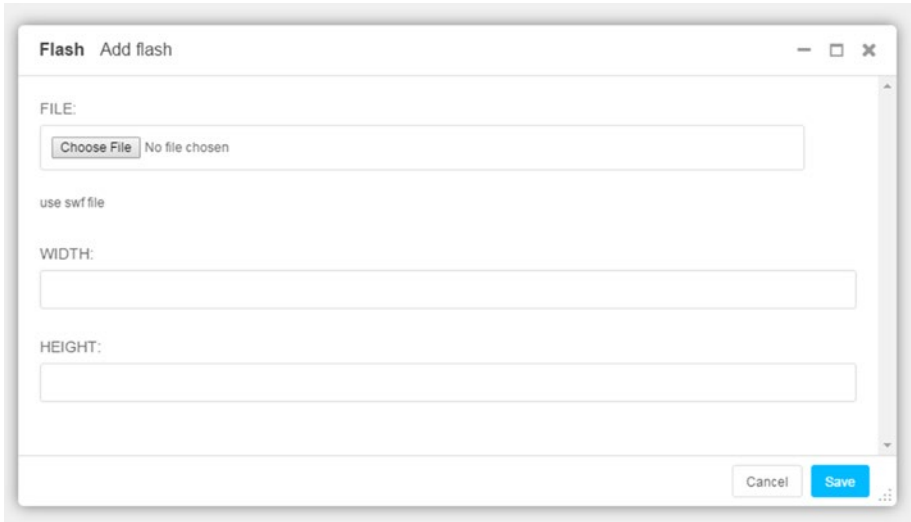 Flash Add flash
FILE:
Choose File No file chosen
use swf file
WIDTH:
HEIGHT:
Cancel Save